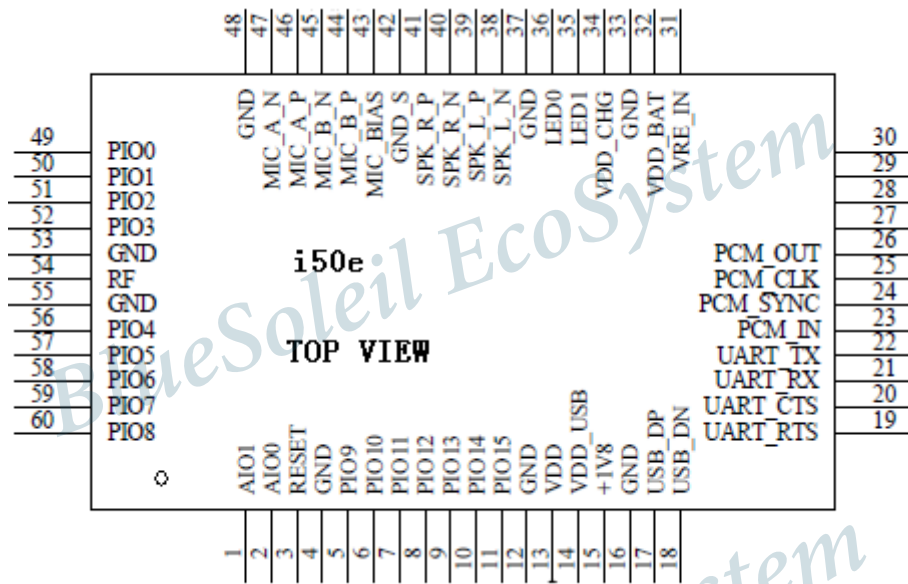 48 47 46 45 44 43 42 41 40 39 38 37 36 35 34 33 32 31
GND MIC_A_N MIC_A_P MIC_B_N MIC_B_P MIC_BIAS GND_S SPK_R_P SPK_R_N SPK_L_P SPK_L_N GND LED0 LED1 VDD_CHG GND VDD_BAT VRE_IN
49 PIO0
50 PIO1
51 PIO2
52 PIO3
53 GND
54 RF
55 GND
56 PIO4
57 PIO5
58 PIO6
59 PIO7
60 PIO8
i50e
TOP VIEW
30
29
28
27
PCM_OUT 26
PCM_CLK 25
PCM_SYNC 24
PCM_IN 23
UART_TX 22
UART_RX 21
UART_CTS 20
UART_RTS 19
AIO1 AIO0 RESET GND PIO9 PIO10 PIO11 PIO12 PIO13 PIO14 PIO15 GND VDD VDD_USB +1V8 GND USB_DP USB_DN
1 2 3 4 5 6 7 8 9 10 11 12 13 14 15 16 17 18
BlueSoleil EcoSystem
stem